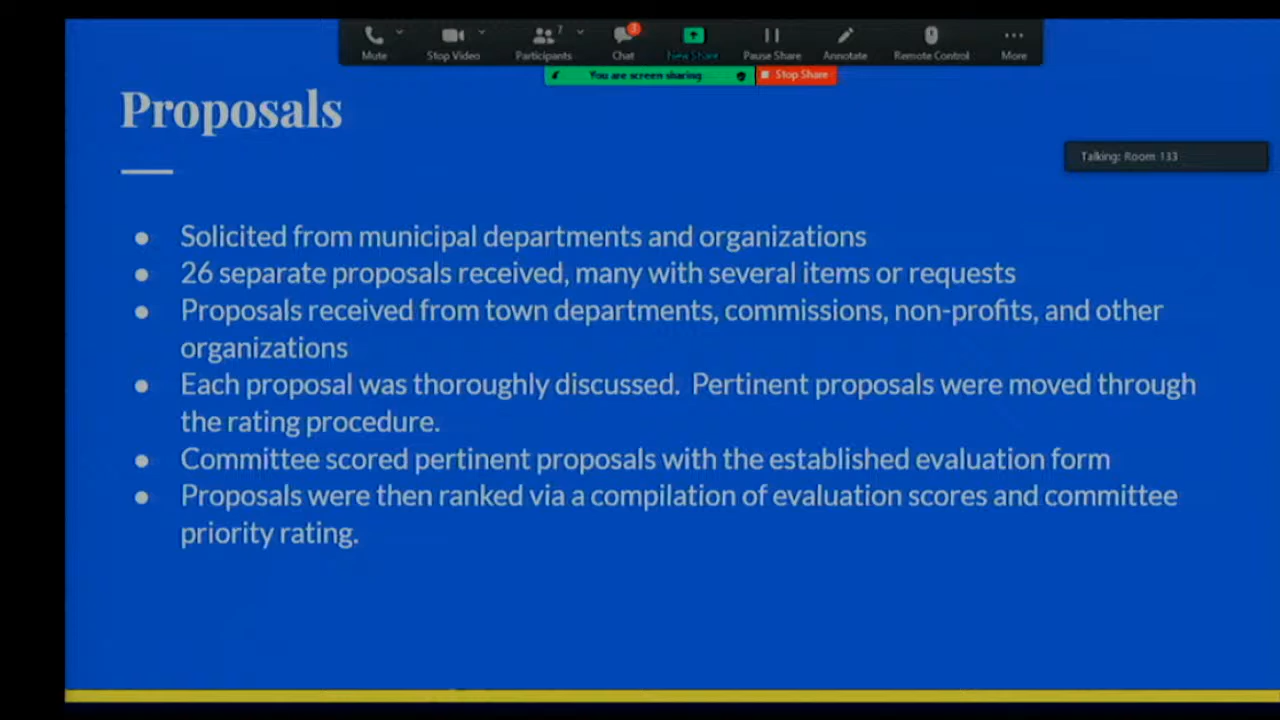 7
3
Mute
Stop Video
Participants
Chat
New Share
Pause Share
Annotate
Remote Control
More
You are screen sharing
Stop Share
Proposals
Talking: Room 133
● Solicited from municipal departments and organizations
● 26 separate proposals received, many with several items or requests
● Proposals received from town departments, commissions, non-profits, and other
organizations
● Each proposal was thoroughly discussed.  Pertinent proposals were moved through
the rating procedure.
● Committee scored pertinent proposals with the established evaluation form
● Proposals were then ranked via a compilation of evaluation scores and committee
priority rating.